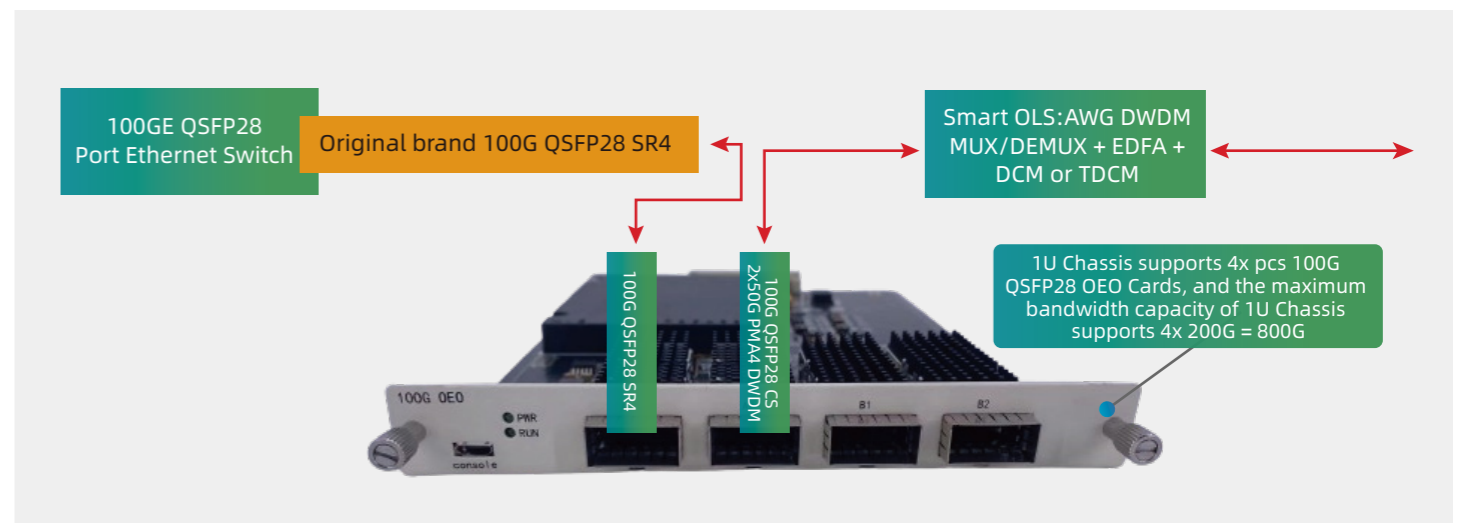 100GE QSFP28
Port Ethernet Switch
Original brand 100G QSFP28 SR4
Smart OLS:AWG DWDM
MUX/DEMUX + EDFA +
DCM or TDCM
1U Chassis supports 4x pcs 100G
QSFP28 OEO Cards, and the maximum
bandwidth capacity of 1U Chassis
supports 4x 200G = 800G
100G QSFP28 SR4
100G QSFP28 CS
2x50G PMA4 DWDM
100G OEO
PWR
RUN
console
B1
B2